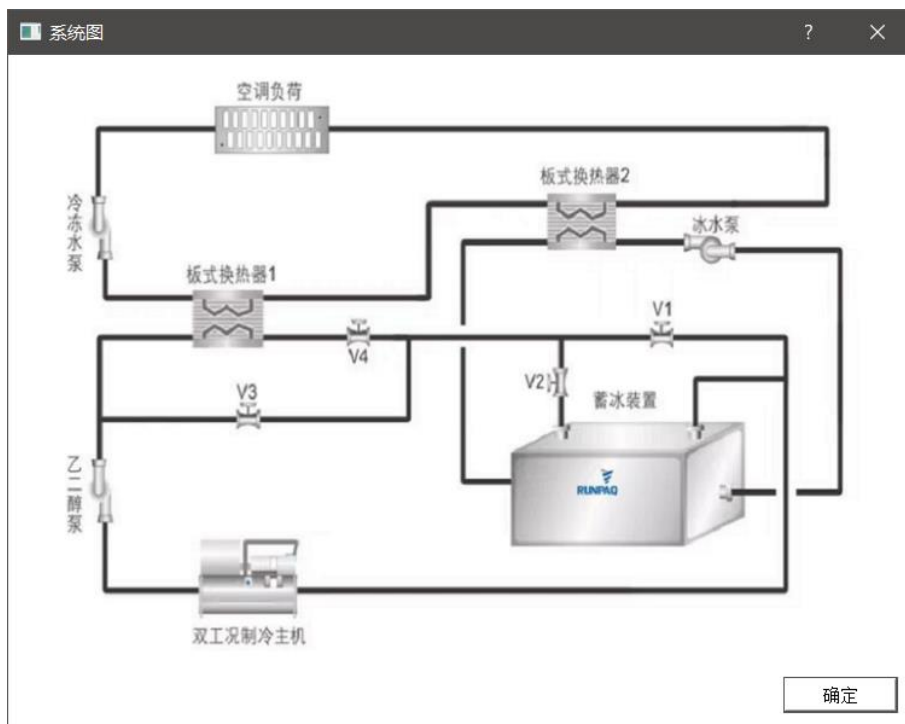 系统图
?
空调负荷
板式换热器2
冷冻水泵
冰水泵
板式换热器1
V1
V4
V2
V3
蓄冰装置
RUNPAQ
乙二醇泵
双工况制冷主机
确定